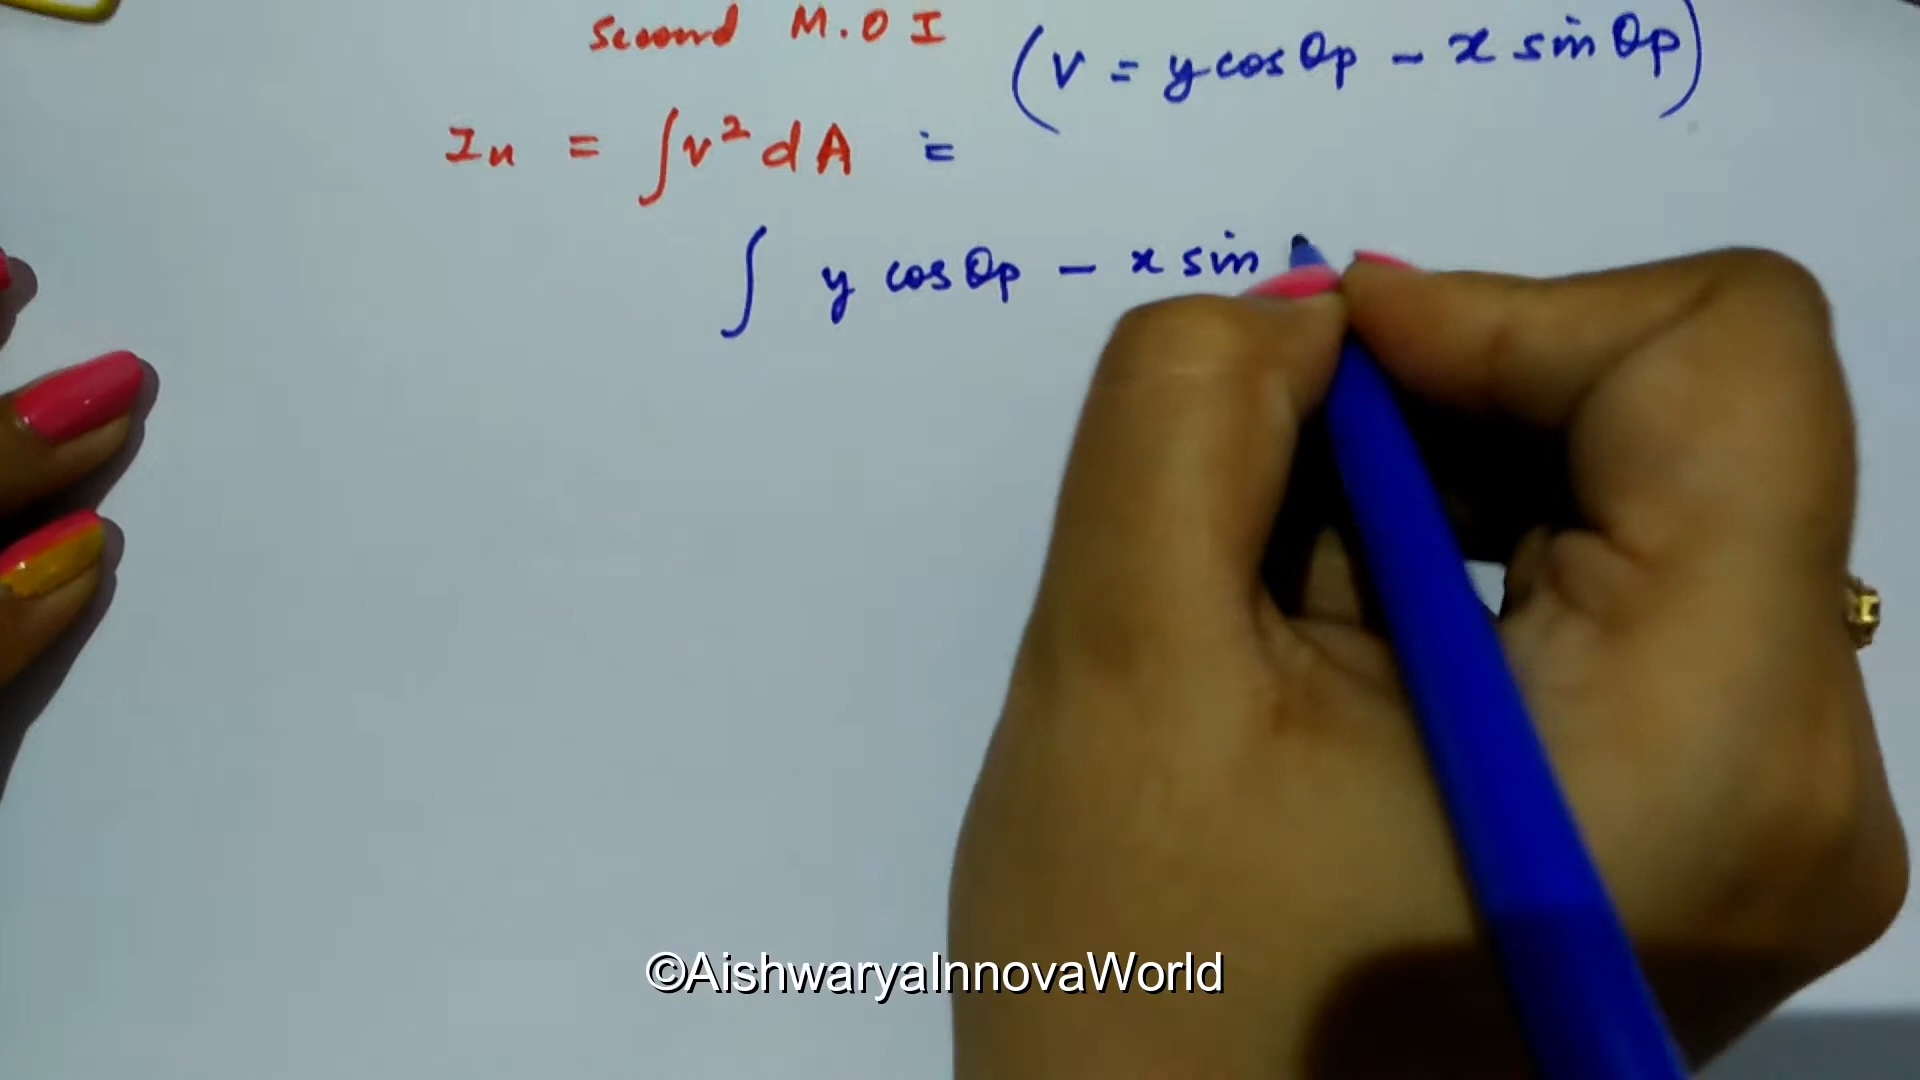 Second M.O I
(v = y cos θp - x sin θp)
Iu = ∫v² dA =
∫ y cos θp - x sin
©AishwaryaInnovaWorld